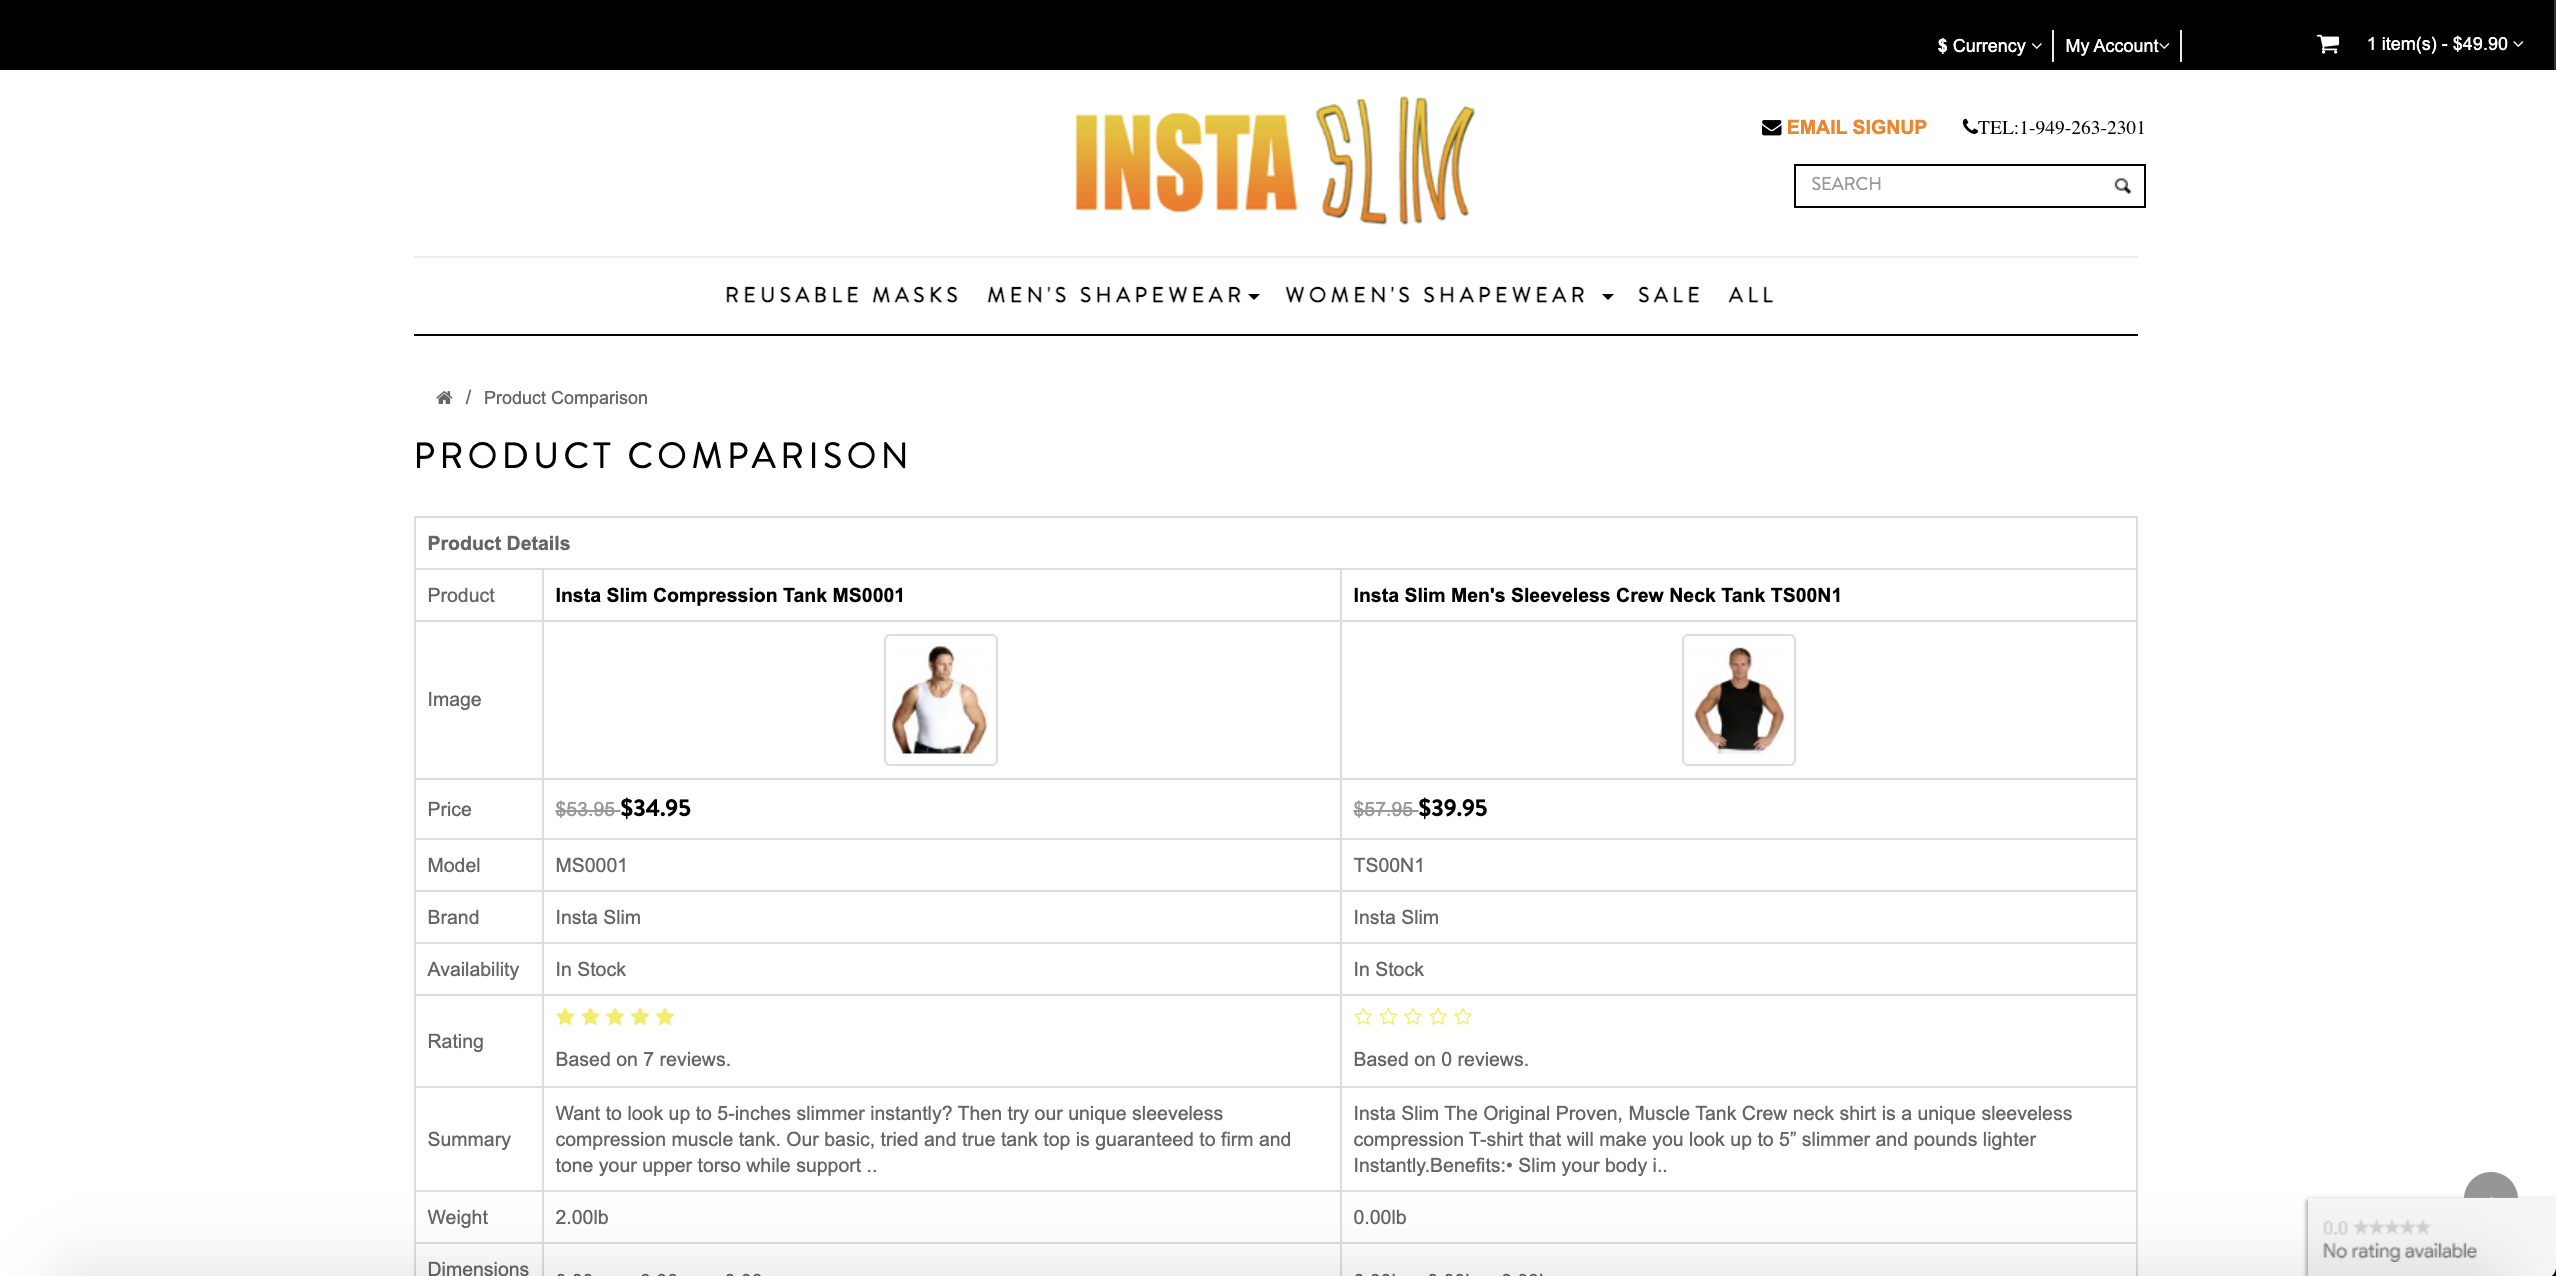 $ Currency
My Account
1 item(s) - $49.90
INSTA SLIM
EMAIL SIGNUP
TEL:1-949-263-2301
SEARCH
REUSABLE MASKS MEN'S SHAPEWEAR WOMEN'S SHAPEWEAR SALE ALL
/ Product Comparison
PRODUCT COMPARISON
Product Details
Product
Insta Slim Compression Tank MS0001
Insta Slim Men's Sleeveless Crew Neck Tank TS00N1
Image
Price
$53.95 $34.95
$57.95 $39.95
Model
MS0001
TS00N1
Brand
Insta Slim
Insta Slim
Availability
In Stock
In Stock
Rating
Based on 7 reviews.
Based on 0 reviews.
Summary
Want to look up to 5-inches slimmer instantly? Then try our unique sleeveless
compression muscle tank. Our basic, tried and true tank top is guaranteed to firm and
tone your upper torso while support ..
Insta Slim The Original Proven, Muscle Tank Crew neck shirt is a unique sleeveless
compression T-shirt that will make you look up to 5” slimmer and pounds lighter
Instantly.Benefits:• Slim your body i..
Weight
2.00lb
0.00lb
Dimensions
0.0
No rating available